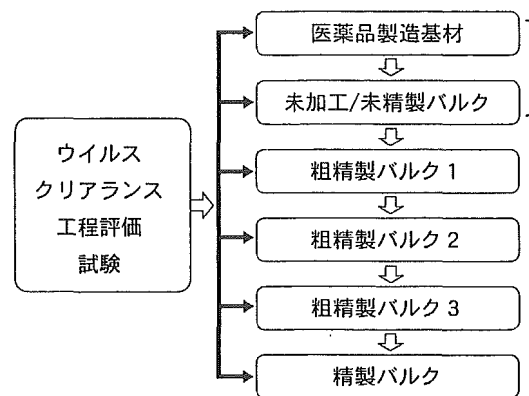 医薬品製造基材
未加工/未精製バルク
ウイルス
クリアランス
工程評価
試験
粗精製バルク 1
粗精製バルク 2
粗精製バルク 3
精製バルク